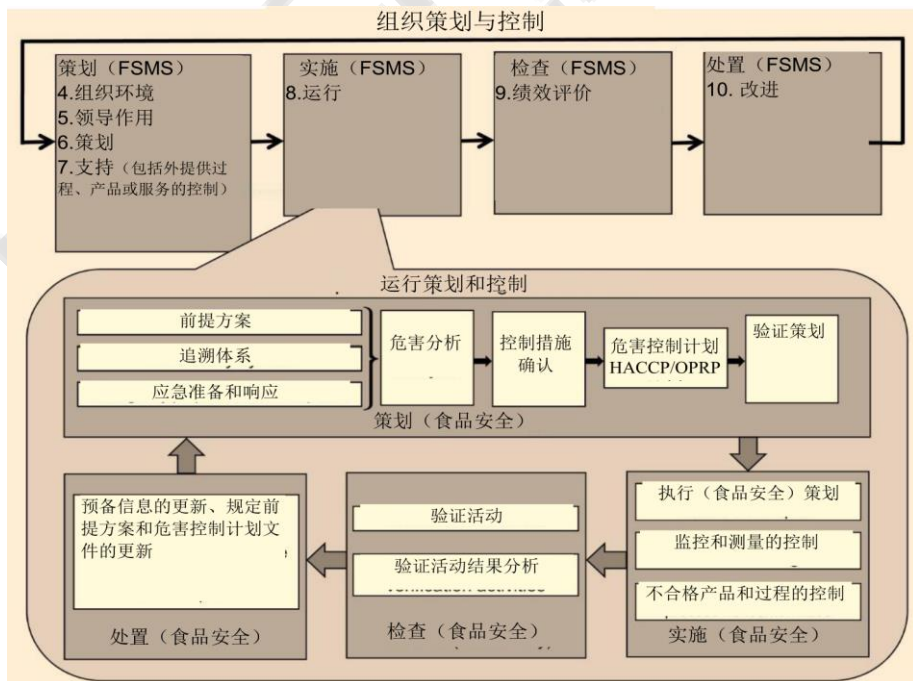 组织策划与控制
策划（FSMS）
4.组织环境
5.领导作用
6.策划
7.支持（包括外提供过
程、产品或服务的控制）
实施（FSMS）
8.运行
检查（FSMS）
9.绩效评价
处置（FSMS）
10. 改进
运行策划和控制
前提方案
追溯体系
应急准备和响应
危害分析
控制措施
确认
危害控制计划
HACCP/OPRP
验证策划
策划（食品安全）
执行（食品安全）策划
监控和测量的控制
不合格产品和过程的控制
实施（食品安全）
验证活动
验证活动结果分析
检查（食品安全）
预备信息的更新、规定前
提方案和危害控制计划文
件的更新
处置（食品安全）